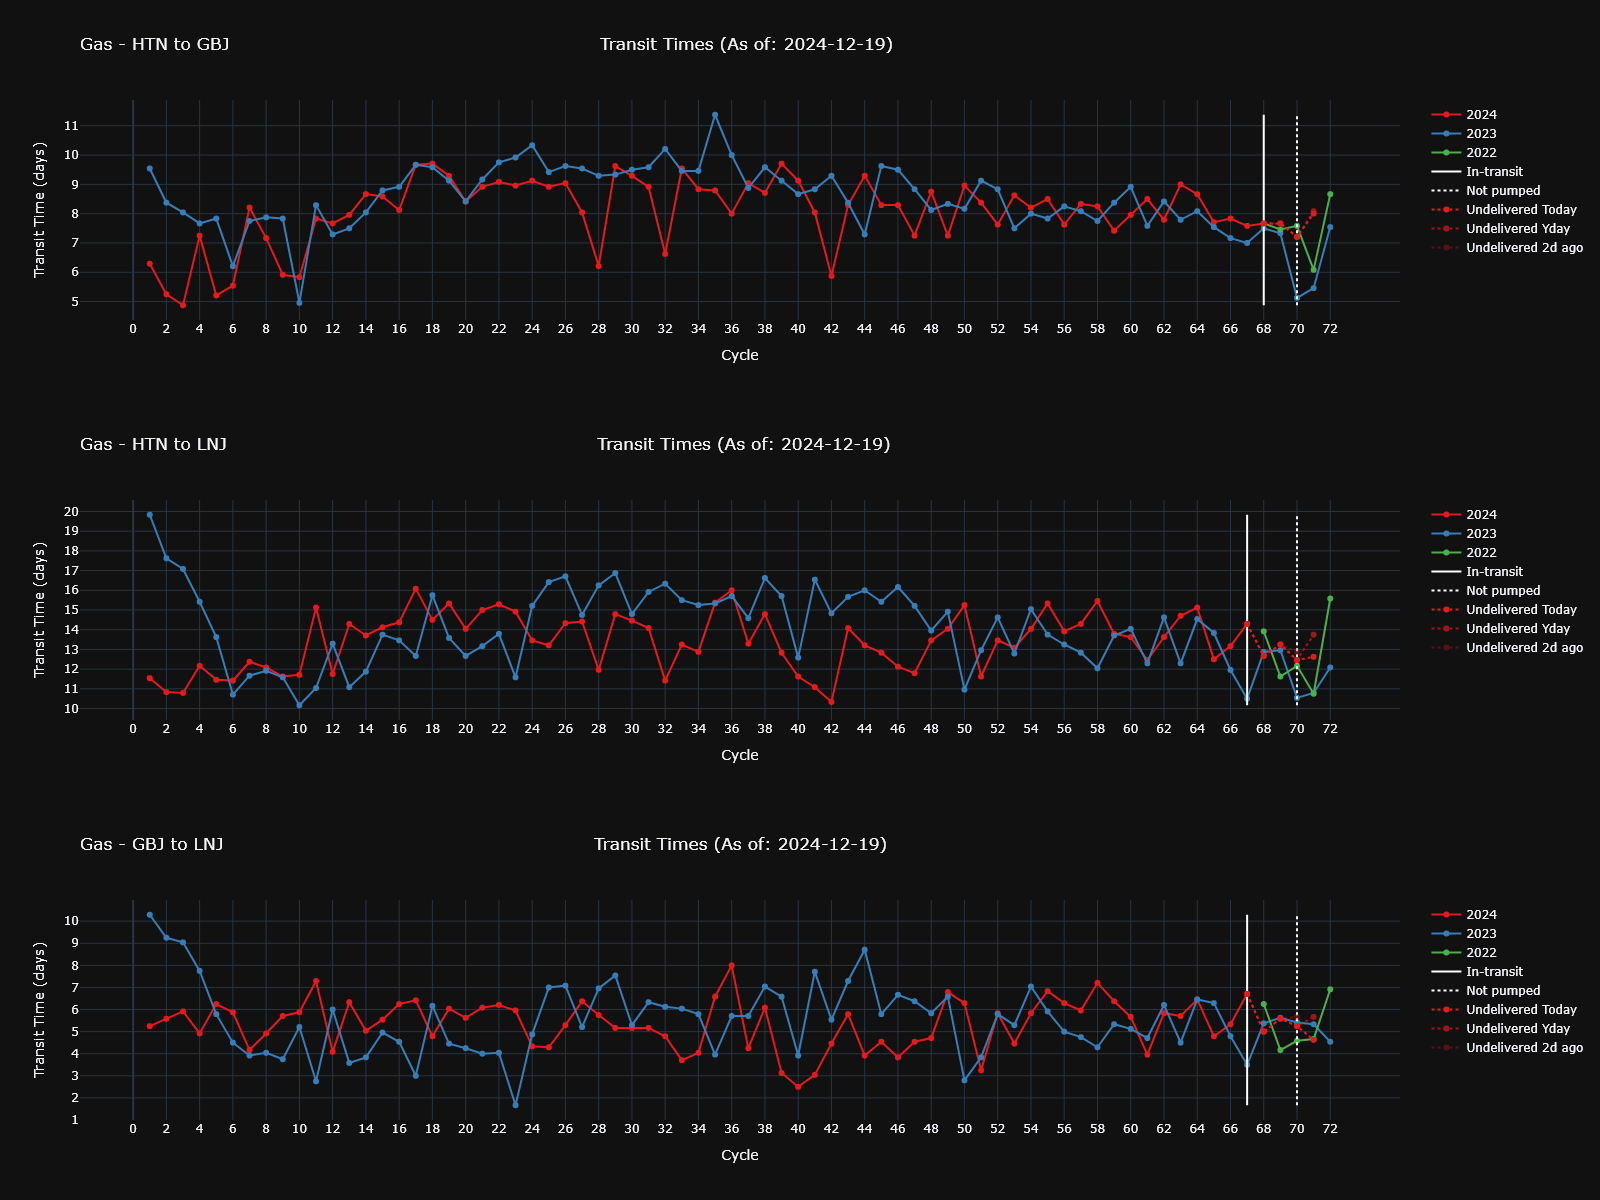 Gas - HTN to GBJ
Transit Times (As of: 2024-12-19)
Transit Time (days)
11
10
9
8
7
6
5
0 2 4 6 8 10 12 14 16 18 20 22 24 26 28 30 32 34 36 38 40 42 44 46 48 50 52 54 56 58 60 62 64 66 68 70 72
Cycle
2024
2023
2022
In-transit
Not pumped
Undelivered Today
Undelivered Yday
Undelivered 2d ago
Gas - HTN to LNJ
Transit Times (As of: 2024-12-19)
Transit Time (days)
20
19
18
17
16
15
14
13
12
11
10
0 2 4 6 8 10 12 14 16 18 20 22 24 26 28 30 32 34 36 38 40 42 44 46 48 50 52 54 56 58 60 62 64 66 68 70 72
Cycle
2024
2023
2022
In-transit
Not pumped
Undelivered Today
Undelivered Yday
Undelivered 2d ago
Gas - GBJ to LNJ
Transit Times (As of: 2024-12-19)
Transit Time (days)
10
9
8
7
6
5
4
3
2
1
0 2 4 6 8 10 12 14 16 18 20 22 24 26 28 30 32 34 36 38 40 42 44 46 48 50 52 54 56 58 60 62 64 66 68 70 72
Cycle
2024
2023
2022
In-transit
Not pumped
Undelivered Today
Undelivered Yday
Undelivered 2d ago